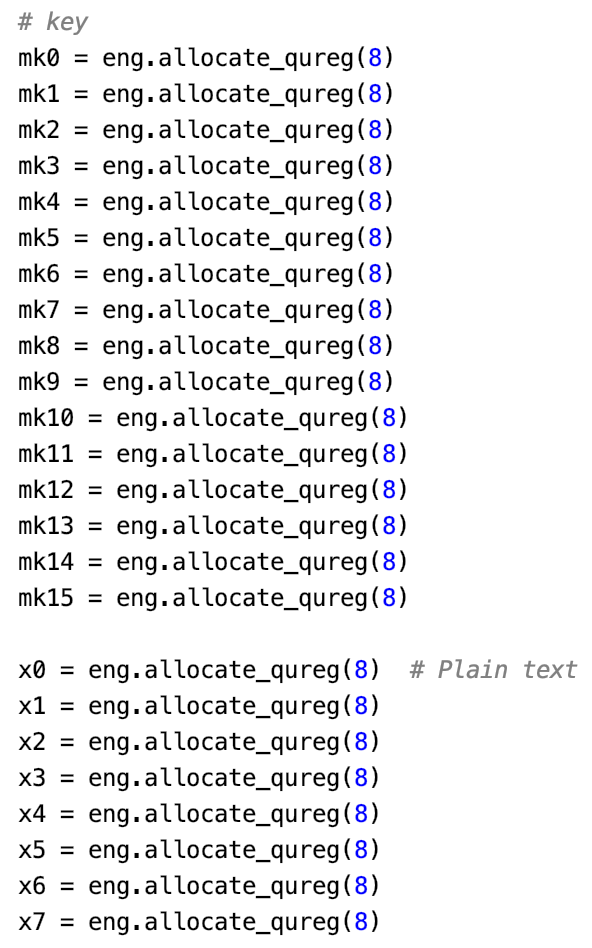 # key
mk0 = eng.allocate_qureg(8)
mk1 = eng.allocate_qureg(8)
mk2 = eng.allocate_qureg(8)
mk3 = eng.allocate_qureg(8)
mk4 = eng.allocate_qureg(8)
mk5 = eng.allocate_qureg(8)
mk6 = eng.allocate_qureg(8)
mk7 = eng.allocate_qureg(8)
mk8 = eng.allocate_qureg(8)
mk9 = eng.allocate_qureg(8)
mk10 = eng.allocate_qureg(8)
mk11 = eng.allocate_qureg(8)
mk12 = eng.allocate_qureg(8)
mk13 = eng.allocate_qureg(8)
mk14 = eng.allocate_qureg(8)
mk15 = eng.allocate_qureg(8)

x0 = eng.allocate_qureg(8)  # Plain text
x1 = eng.allocate_qureg(8)
x2 = eng.allocate_qureg(8)
x3 = eng.allocate_qureg(8)
x4 = eng.allocate_qureg(8)
x5 = eng.allocate_qureg(8)
x6 = eng.allocate_qureg(8)
x7 = eng.allocate_qureg(8)